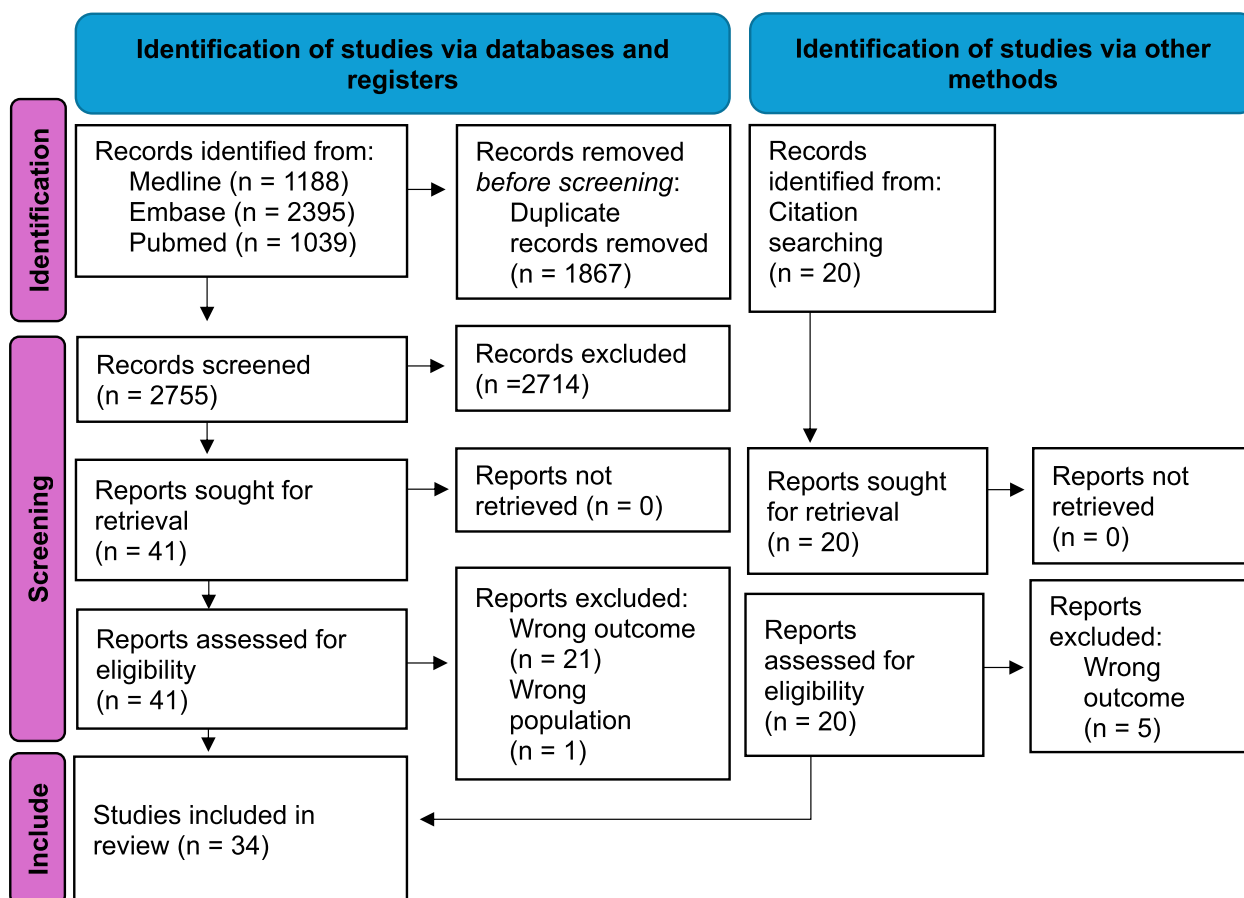 Identification of studies via databases and
registers
Identification of studies via other
methods
Identification
Records identified from:
Medline (n = 1188)
Embase (n = 2395)
Pubmed (n = 1039)
Records removed
before screening:
Duplicate
records removed
(n = 1867)
Records
identified from:
Citation
searching
(n = 20)
Screening
Records screened
(n = 2755)
Records excluded
(n =2714)
Reports sought for
retrieval
(n = 41)
Reports not
retrieved (n = 0)
Reports sought
for retrieval
(n = 20)
Reports not
retrieved
(n = 0)
Reports assessed for
eligibility
(n = 41)
Reports excluded:
Wrong outcome
(n = 21)
Wrong
population
(n = 1)
Reports
assessed for
eligibility
(n = 20)
Reports
excluded:
Wrong
outcome
(n = 5)
Include
Studies included in
review (n = 34)